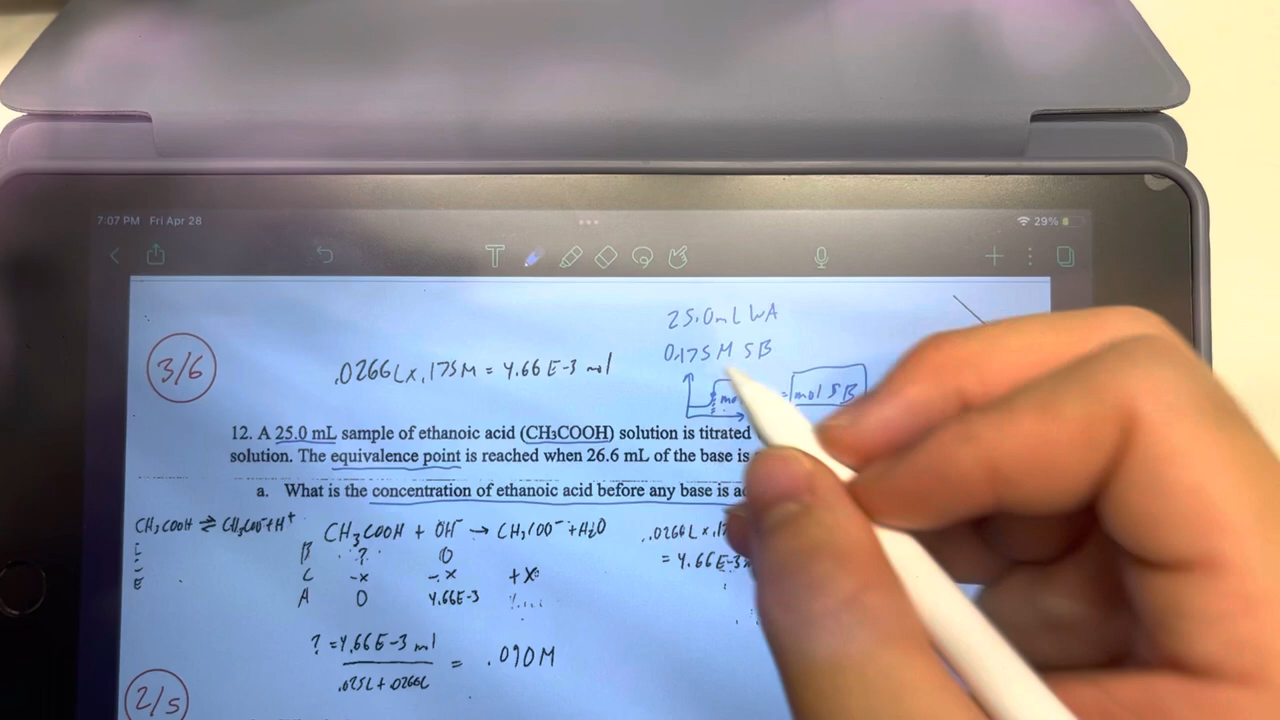 7:07 PM Fri Apr 28
29%
T
25.0mL WA
3/6
.0266L x .175M = 4.66 E-3 mol
0.175 M SB
= mol SB
12. A 25.0 mL sample of ethanoic acid (CH₃COOH) solution is titrated
solution. The equivalence point is reached when 26.6 mL of the base is
a. What is the concentration of ethanoic acid before any base is
CH₃COOH ⇌ CH₃COO⁻+H⁺
CH₃COOH + OH⁻ → CH₃COO⁻ + H₂O
.0266L x .17
B ? 0
= 4.66E-3
I
C
E
C -x -x +x
A 0 4.66E-3
? = 4.66E-3 ml
.025L + .0266L
= .090M
2/5